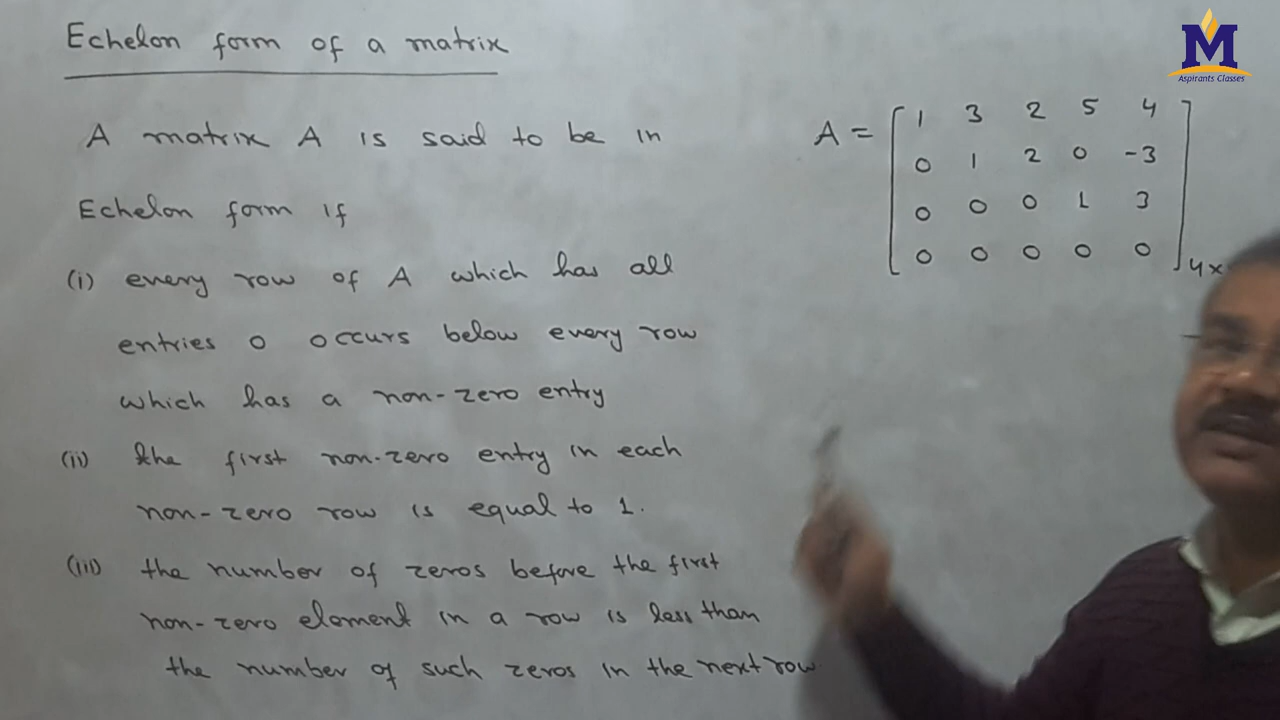 Echelon form of a matrix
M
Aspirants Classes
A matrix A is said to be in
Echelon form if
(i) every row of A which has all
entries 0 occurs below every row
which has a non-zero entry
(ii) the first non-zero entry in each
non-zero row is equal to 1.
(iii) the number of zeros before the first
non-zero element in a row is less than
the number of such zeros in the next row
A = [1 3 2 5 4
0 1 2 0 -3
0 0 0 1 3
0 0 0 0 0] 4×